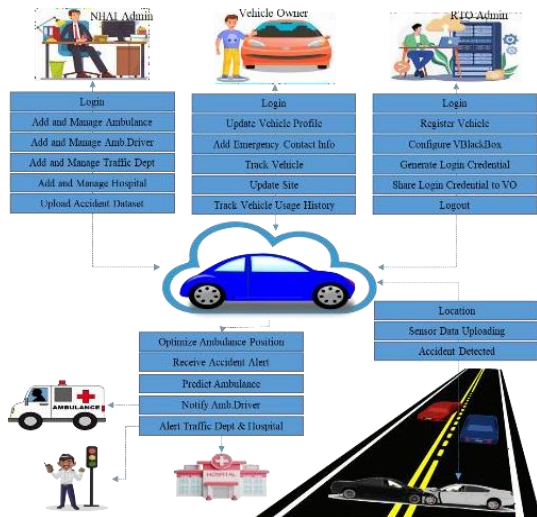 NHAI Admin
Vehicle Owner
RTO Admin
Login
Add and Manage Ambulance
Add and Manage Amb.Driver
Add and Manage Traffic Dept
Add and Manage Hospital
Upload Accident Dataset
Login
Update Vehicle Profile
Add Emergency Contact Info
Track Vehicle
Update Site
Track Vehicle Usage History
Login
Register Vehicle
Configure VBlackBox
Generate Login Credential
Share Login Credential to VO
Logout
Optimize Ambulance Position
Receive Accident Alert
Predict Ambulance
Notify Amb.Driver
Alert Traffic Dept & Hospital
Location
Sensor Data Uploading
Accident Detected
AMBULANCE
HOSPITAL